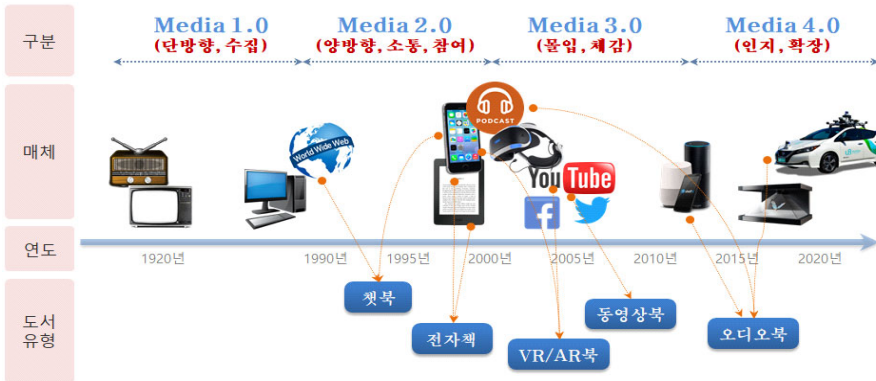 구분
Media 1.0
(단방향, 수집)
Media 2.0
(양방향, 소통, 참여)
Media 3.0
(몰입, 체감)
Media 4.0
(인지, 확장)
매체
World Wide Web
PODCAST
YouTube
연도
1920년
1990년
1995년
2000년
2005년
2010년
2015년
2020년
도서
유형
챗북
전자책
VR/AR북
동영상북
오디오북